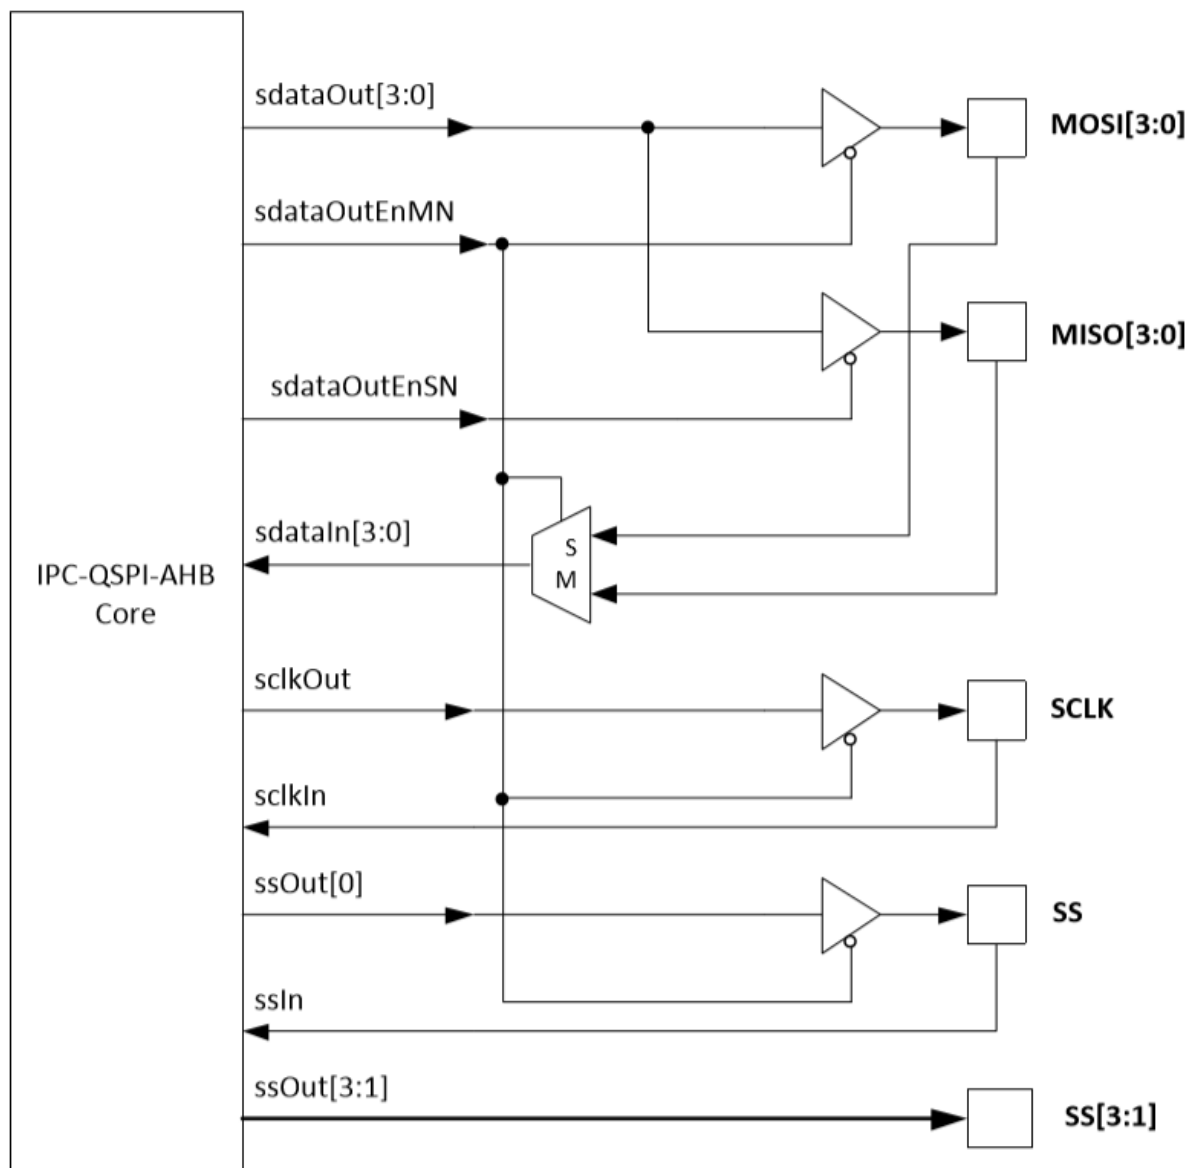 sdataOut[3:0]
MOSI[3:0]
sdataOutEnMN
MISO[3:0]
sdataOutEnSN
sdataIn[3:0]
S
M
IPC-QSPI-AHB
Core
sclkOut
SCLK
sclkIn
ssOut[0]
SS
ssIn
ssOut[3:1]
SS[3:1]